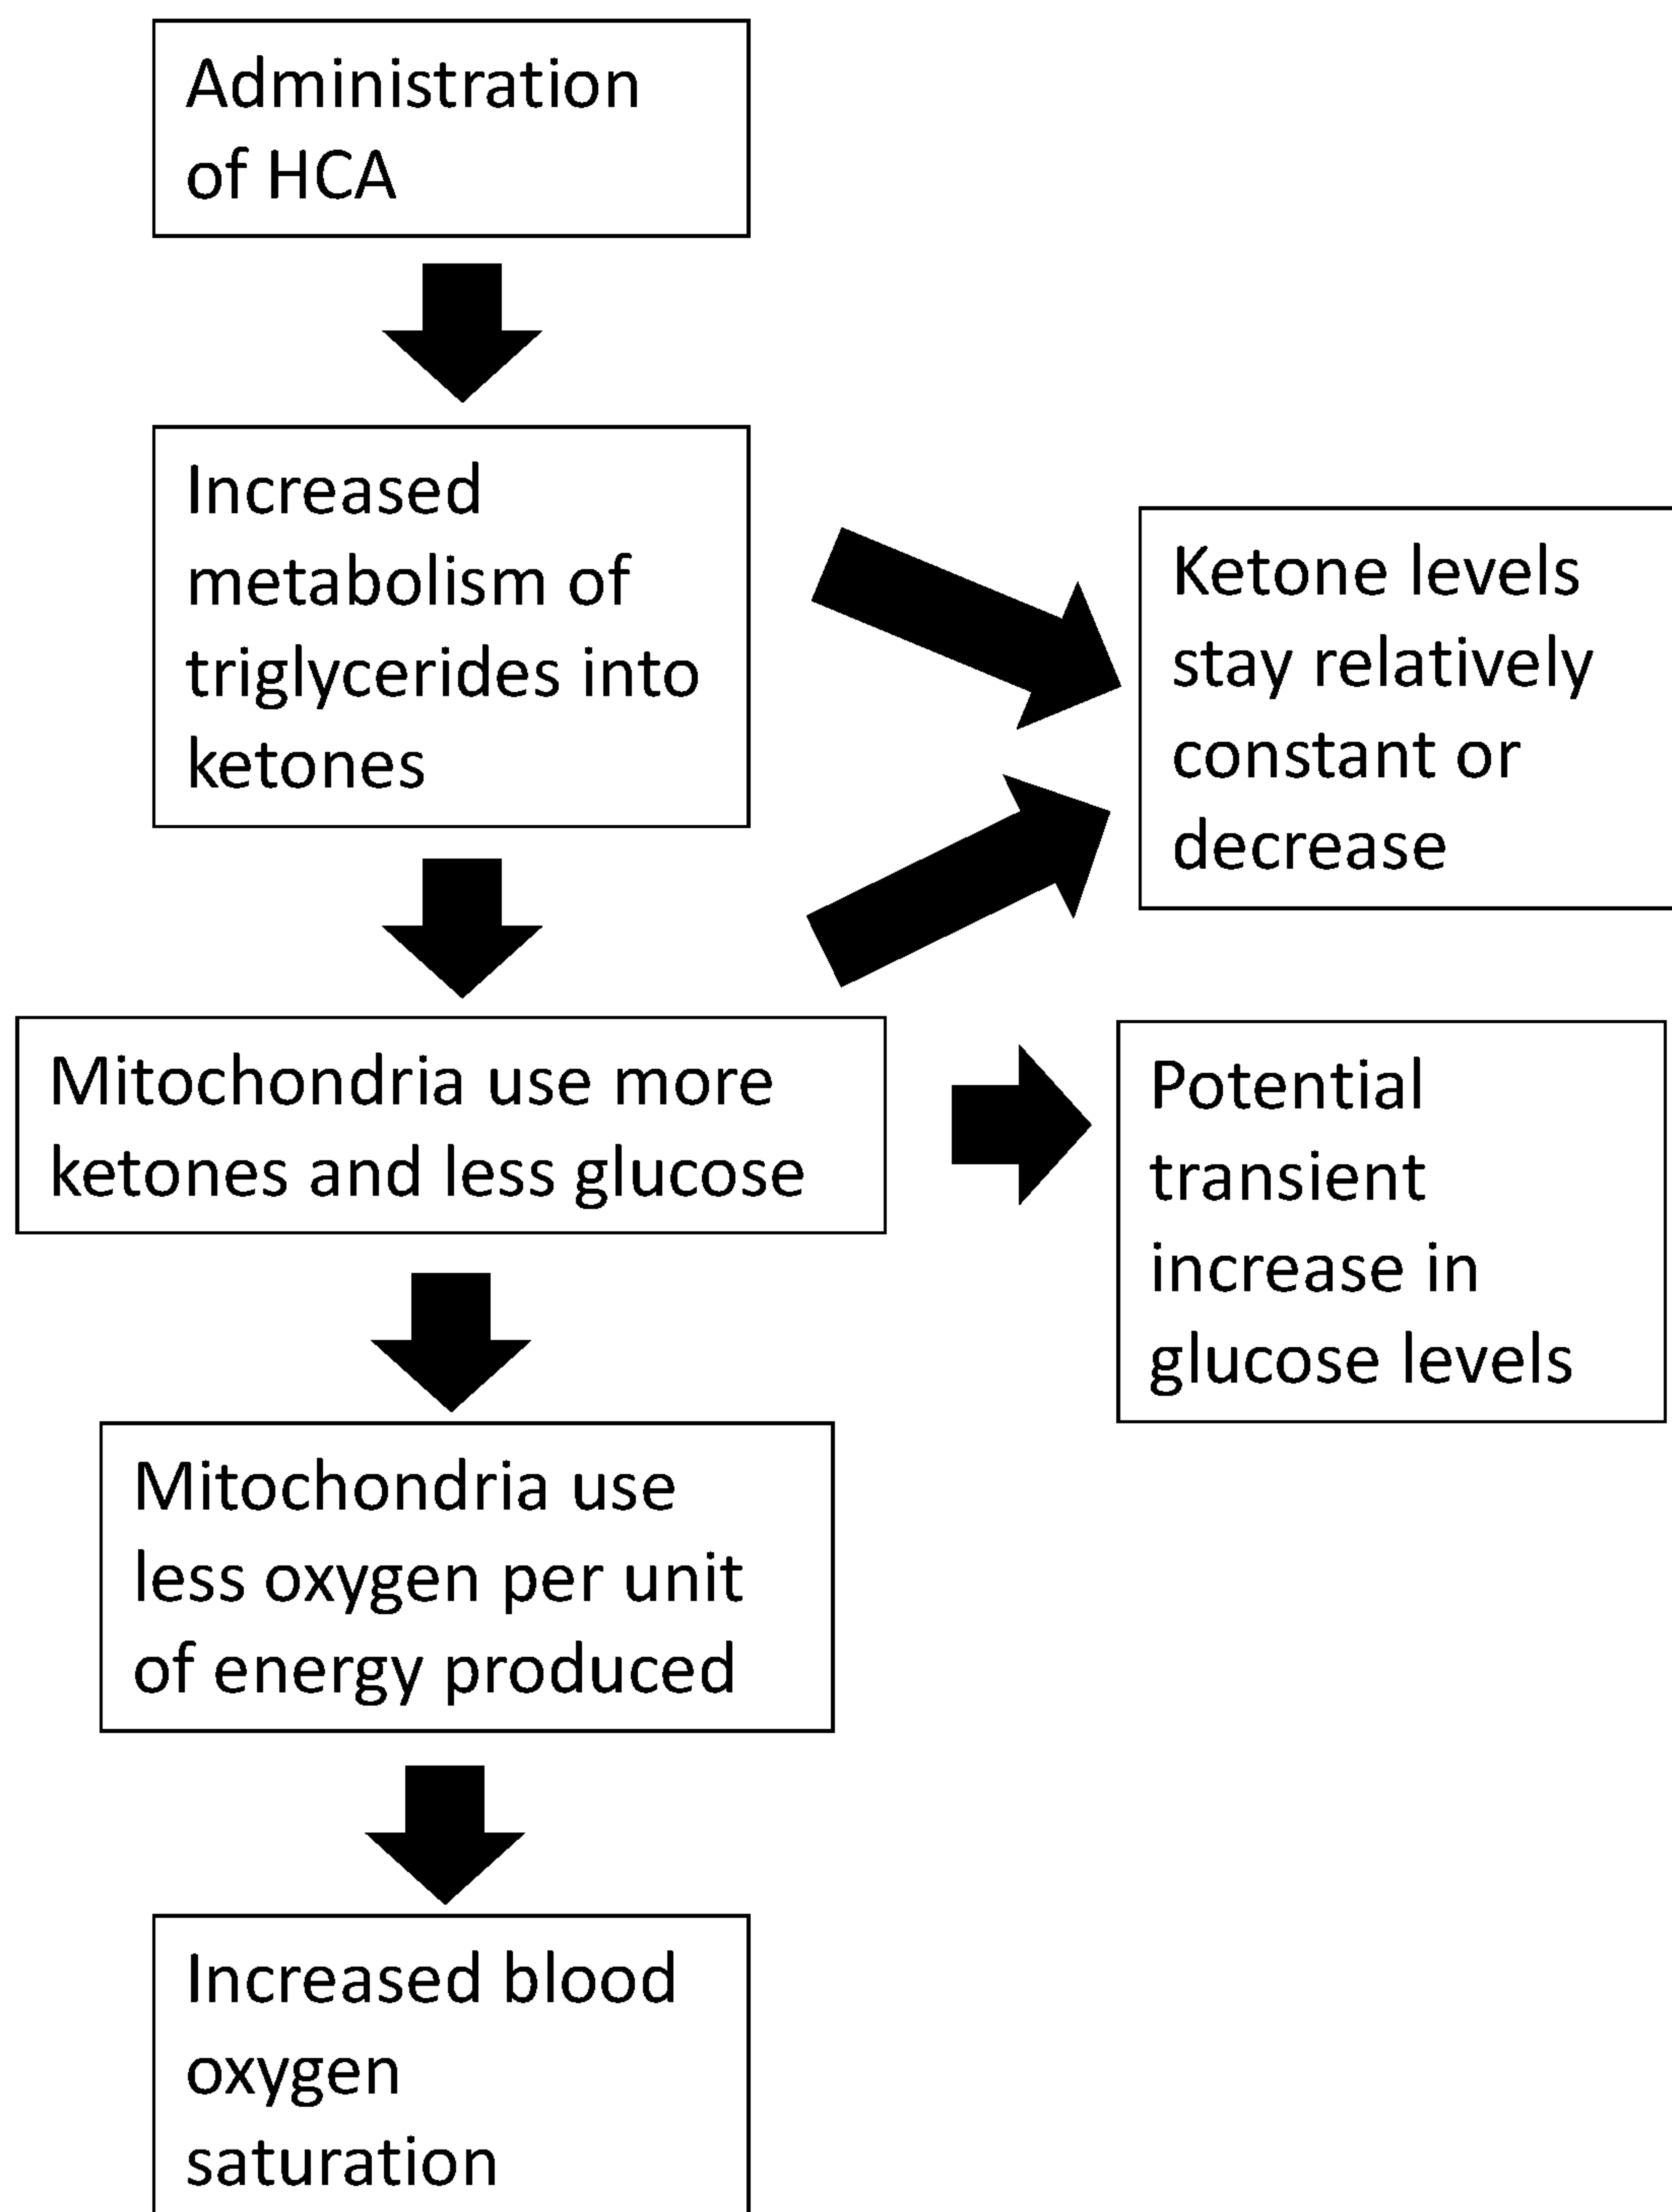 Administration
of HCA
Increased
metabolism of
triglycerides into
ketones
Ketone levels
stay relatively
constant or
decrease
Mitochondria use more
ketones and less glucose
Potential
transient
increase in
glucose levels
Mitochondria use
less oxygen per unit
of energy produced
Increased blood
oxygen
saturation